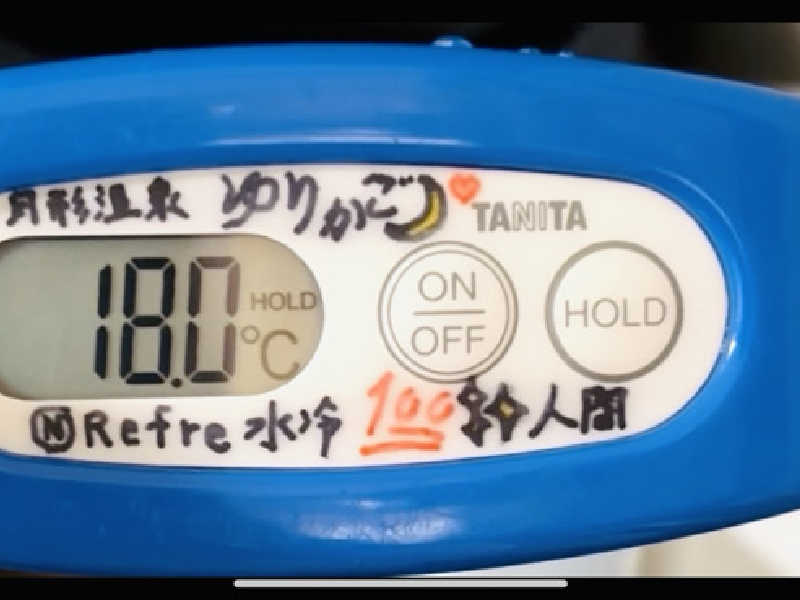 月形温泉 ゆりかご TANITA
18.0 HOLD °C
ON
OFF
HOLD
Ⓝ Refre 水冷 100 人間